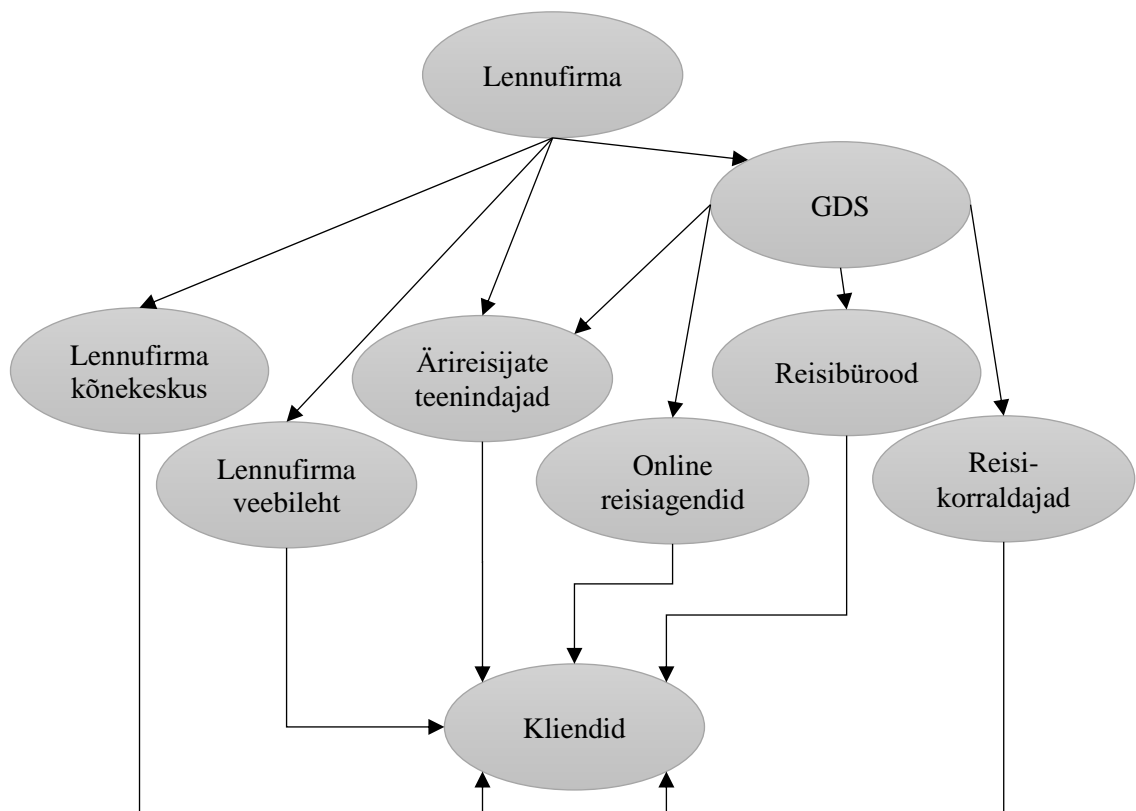 Lennufirma
GDS
Lennufirma
kõnekeskus
Ärireisijate
teenindajad
Reisibürood
Lennufirma
veebileht
Online
reisiagendid
Reisi-
korraldajad
Kliendid